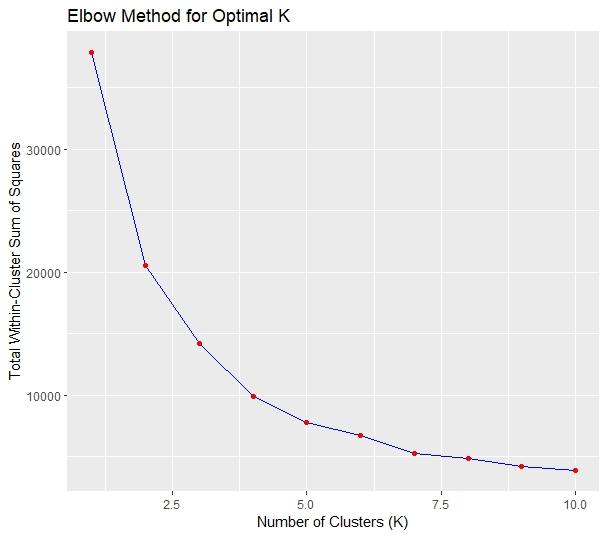 Elbow Method for Optimal K
Total Within-Cluster Sum of Squares
30000
20000
10000
2.5
5.0
7.5
10.0
Number of Clusters (K)